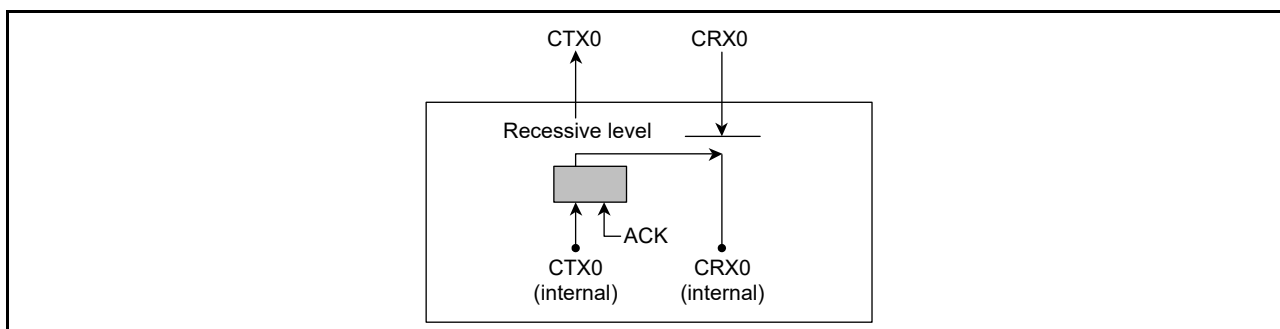 CTX0 CRX0
Recessive level
ACK
CTX0 CRX0
(internal) (internal)